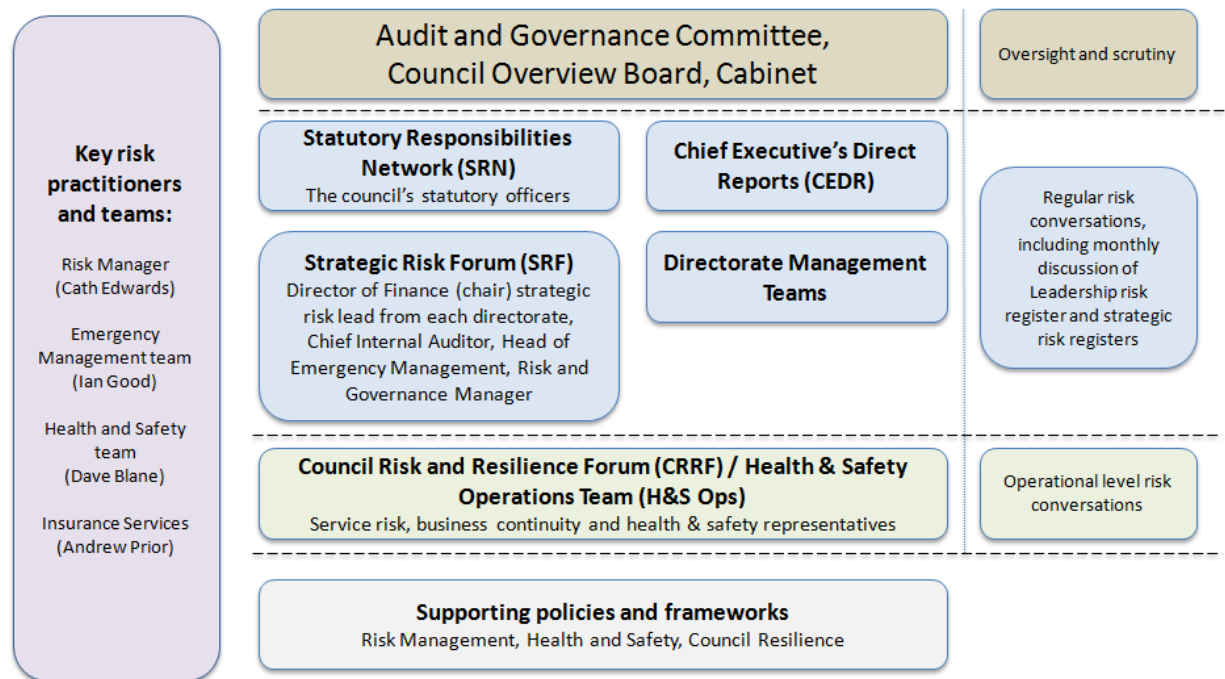 Key risk
practitioners
and teams:
Risk Manager
(Cath Edwards)
Emergency
Management team
(Ian Good)
Health and Safety
team
(Dave Blane)
Insurance Services
(Andrew Prior)
Audit and Governance Committee,
Council Overview Board, Cabinet
Oversight and scrutiny
Statutory Responsibilities
Network (SRN)
The council's statutory officers
Chief Executive's Direct
Reports (CEDR)
Strategic Risk Forum (SRF)
Director of Finance (chair) strategic
risk lead from each directorate,
Chief Internal Auditor, Head of
Emergency Management, Risk and
Governance Manager
Directorate Management
Teams
Regular risk
conversations,
including monthly
discussion of
Leadership risk
register and strategic
risk registers
Council Risk and Resilience Forum (CRRF) / Health & Safety
Operations Team (H&S Ops)
Service risk, business continuity and health & safety representatives
Operational level risk
conversations
Supporting policies and frameworks
Risk Management, Health and Safety, Council Resilience